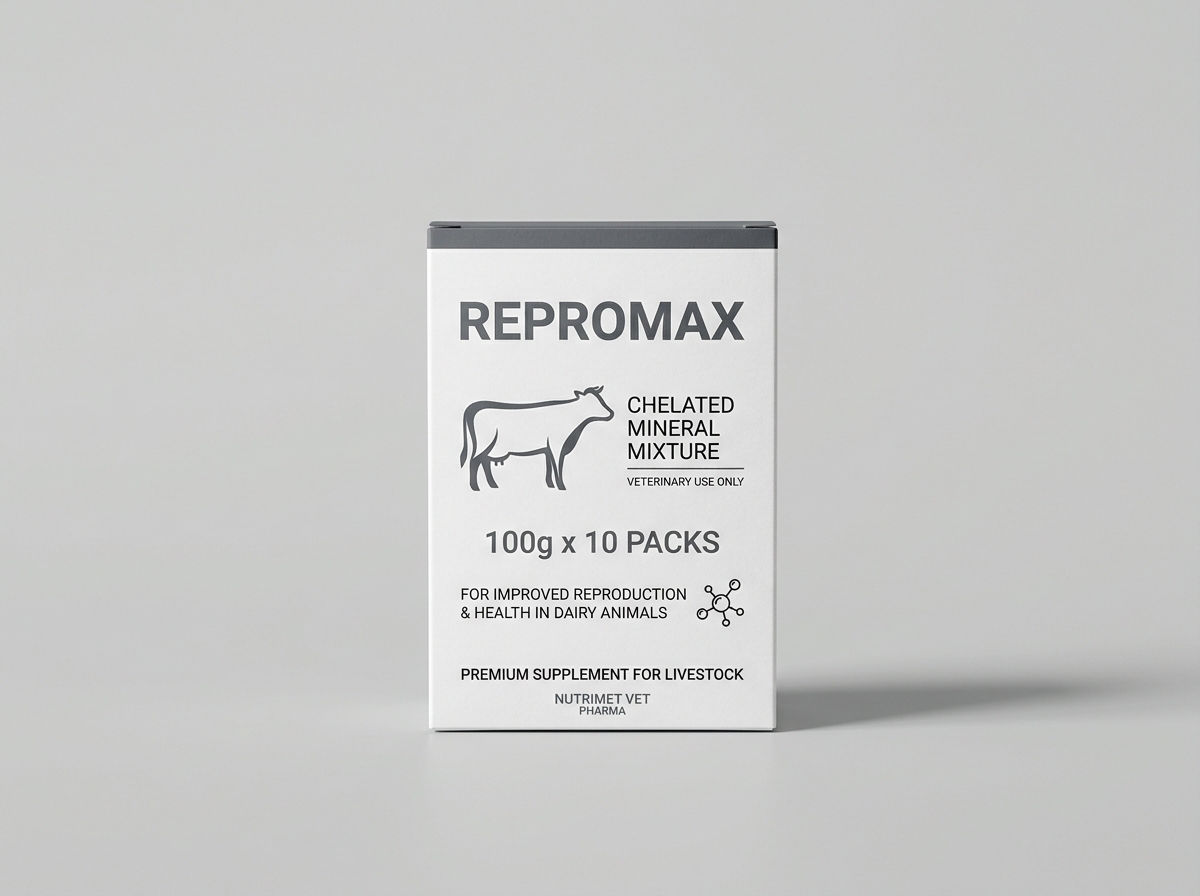 REPROMAX
CHELATED
MINERAL
MIXTURE
VETERINARY USE ONLY
100g x 10 PACKS
FOR IMPROVED REPRODUCTION
& HEALTH IN DAIRY ANIMALS
PREMIUM SUPPLEMENT FOR LIVESTOCK
NUTRIMET VET
PHARMA